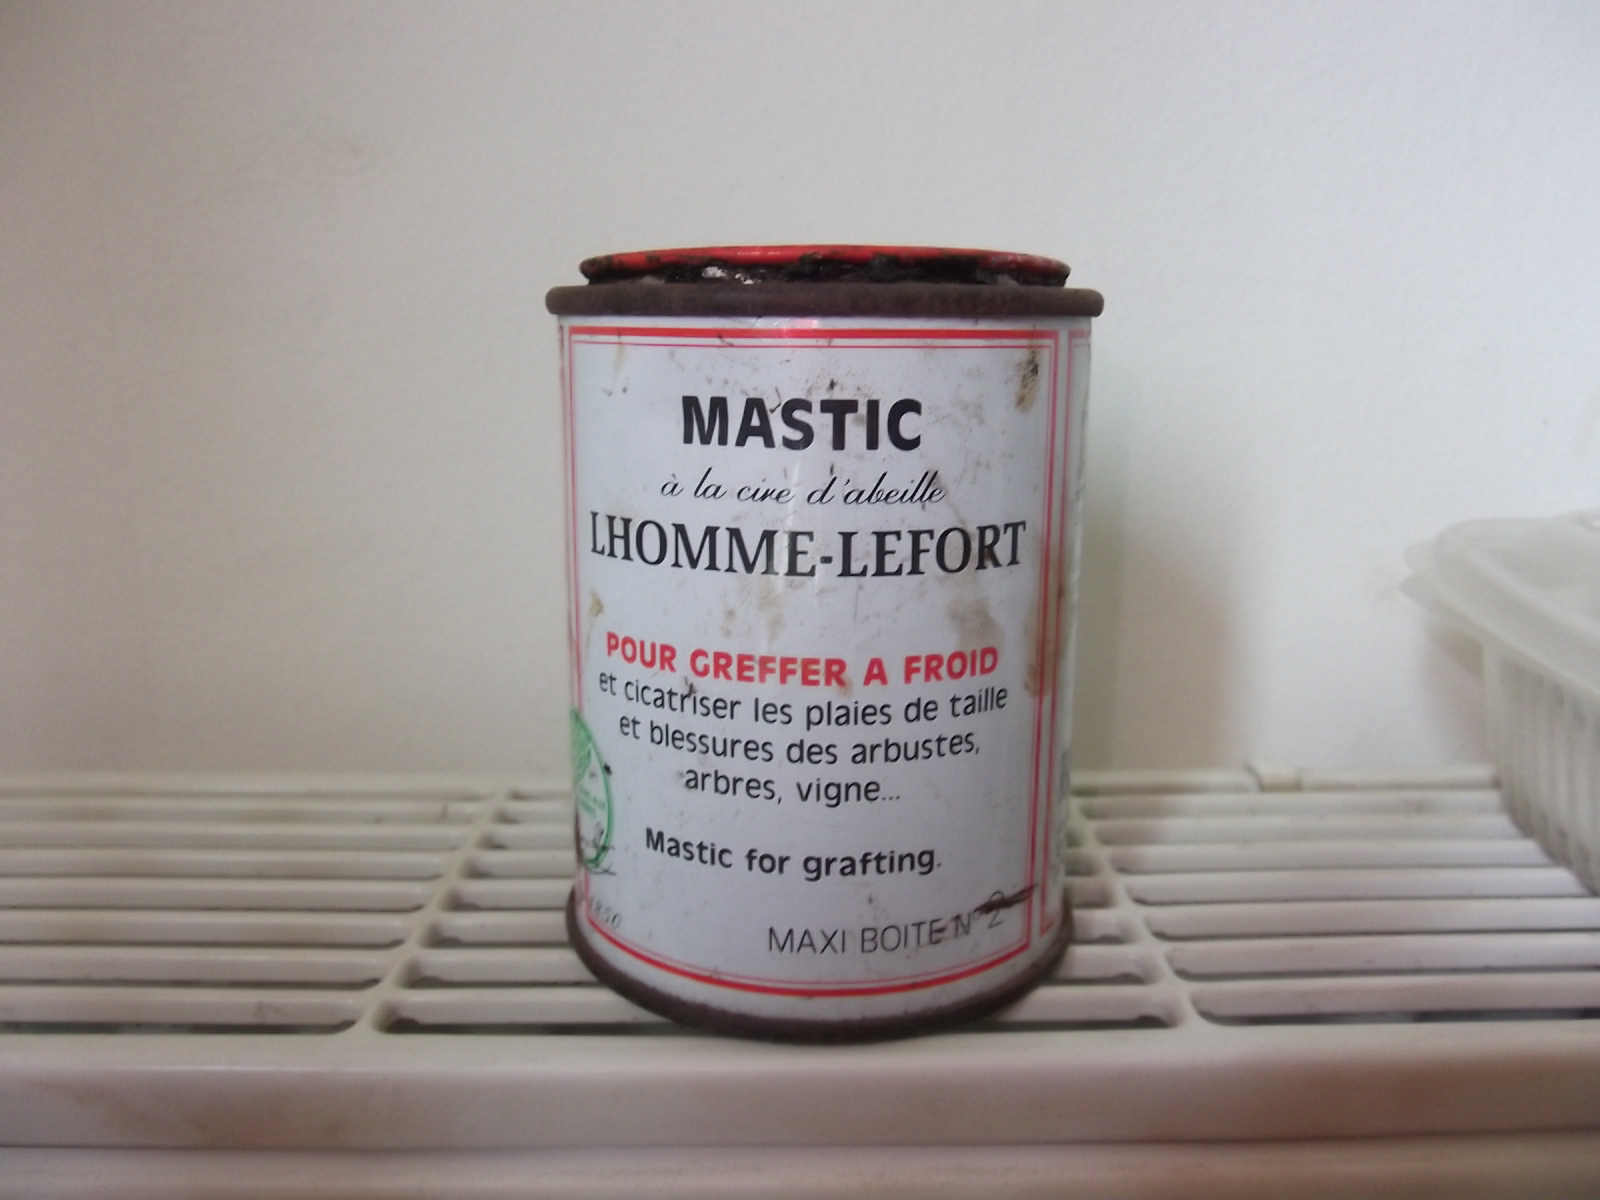 MASTIC
à la cire d'abeille
LHOMME-LEFORT
POUR GREFFER A FROID
et cicatriser les plaies de taille
et blessures des arbustes,
arbres, vigne...
Mastic for grafting.
1850
MAXI BOITE N° 2